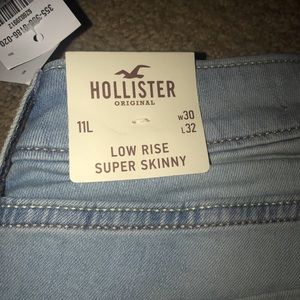 HOLLISTER
ORIGINAL
11L
W30
L32
LOW RISE
SUPER SKINNY